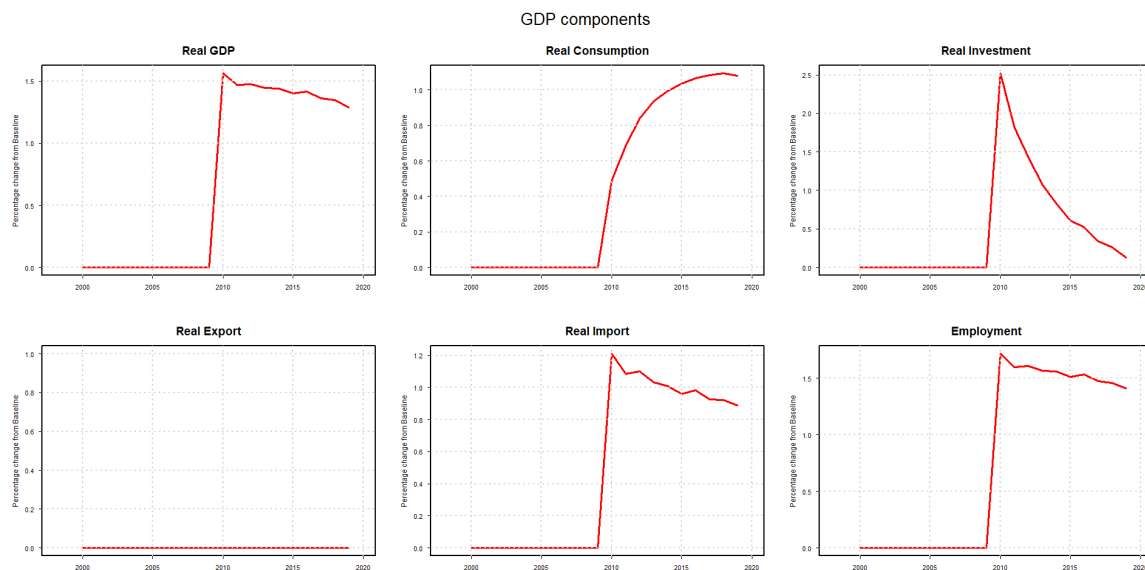 GDP components
Real GDP
Percentage change from Baseline
1.5
1.0
0.5
0.0
2000 2005 2010 2015 2020
Real Consumption
Percentage change from Baseline
1.0
0.8
0.6
0.4
0.2
0.0
2000 2005 2010 2015 2020
Real Investment
Percentage change from Baseline
2.5
2.0
1.5
1.0
0.5
0.0
2000 2005 2010 2015 2020
Real Export
Percentage change from Baseline
1.0
0.8
0.6
0.4
0.2
0.0
2000 2005 2010 2015 2020
Real Import
Percentage change from Baseline
1.2
1.0
0.8
0.6
0.4
0.2
0.0
2000 2005 2010 2015 2020
Employment
Percentage change from Baseline
1.5
1.0
0.5
0.0
2000 2005 2010 2015 2020